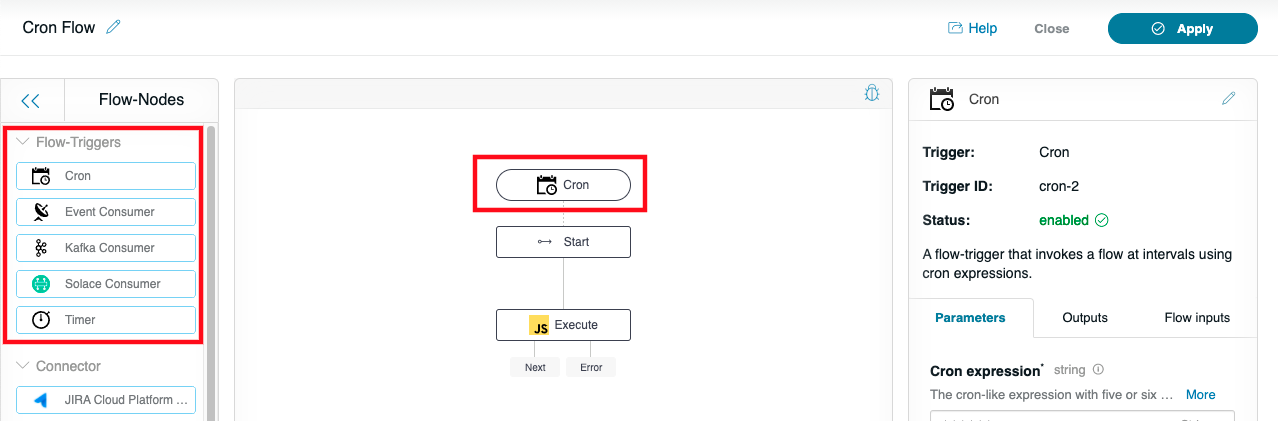 Cron Flow
Help
Close
Apply
Flow-Nodes
Flow-Triggers
Cron
Event Consumer
Kafka Consumer
Solace Consumer
Timer
Connector
JIRA Cloud Platform ...
Cron
Start
JS Execute
Next
Error
Cron
Trigger: Cron
Trigger ID: cron-2
Status: enabled
A flow-trigger that invokes a flow at intervals using
cron expressions.
Parameters
Outputs
Flow inputs
Cron expression* string
The cron-like expression with five or six ... More